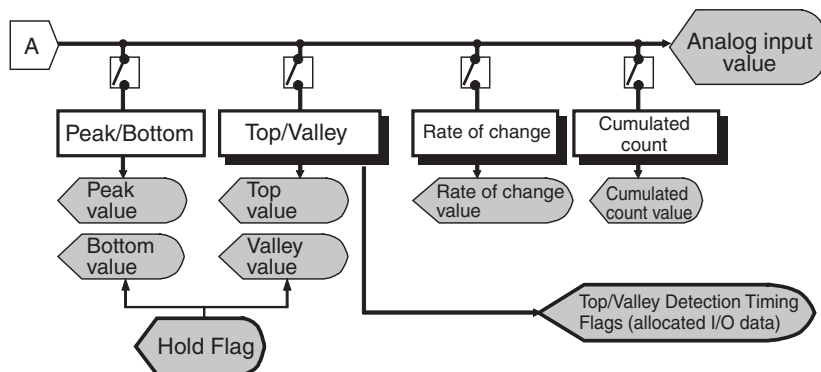 A
Analog input
value
Peak/Bottom
Top/Valley
Rate of change
Cumulated
count
Peak
value
Top
value
Rate of change
value
Cumulated
count value
Bottom
value
Valley
value
Top/Valley Detection Timing
Flags (allocated I/O data)
Hold Flag